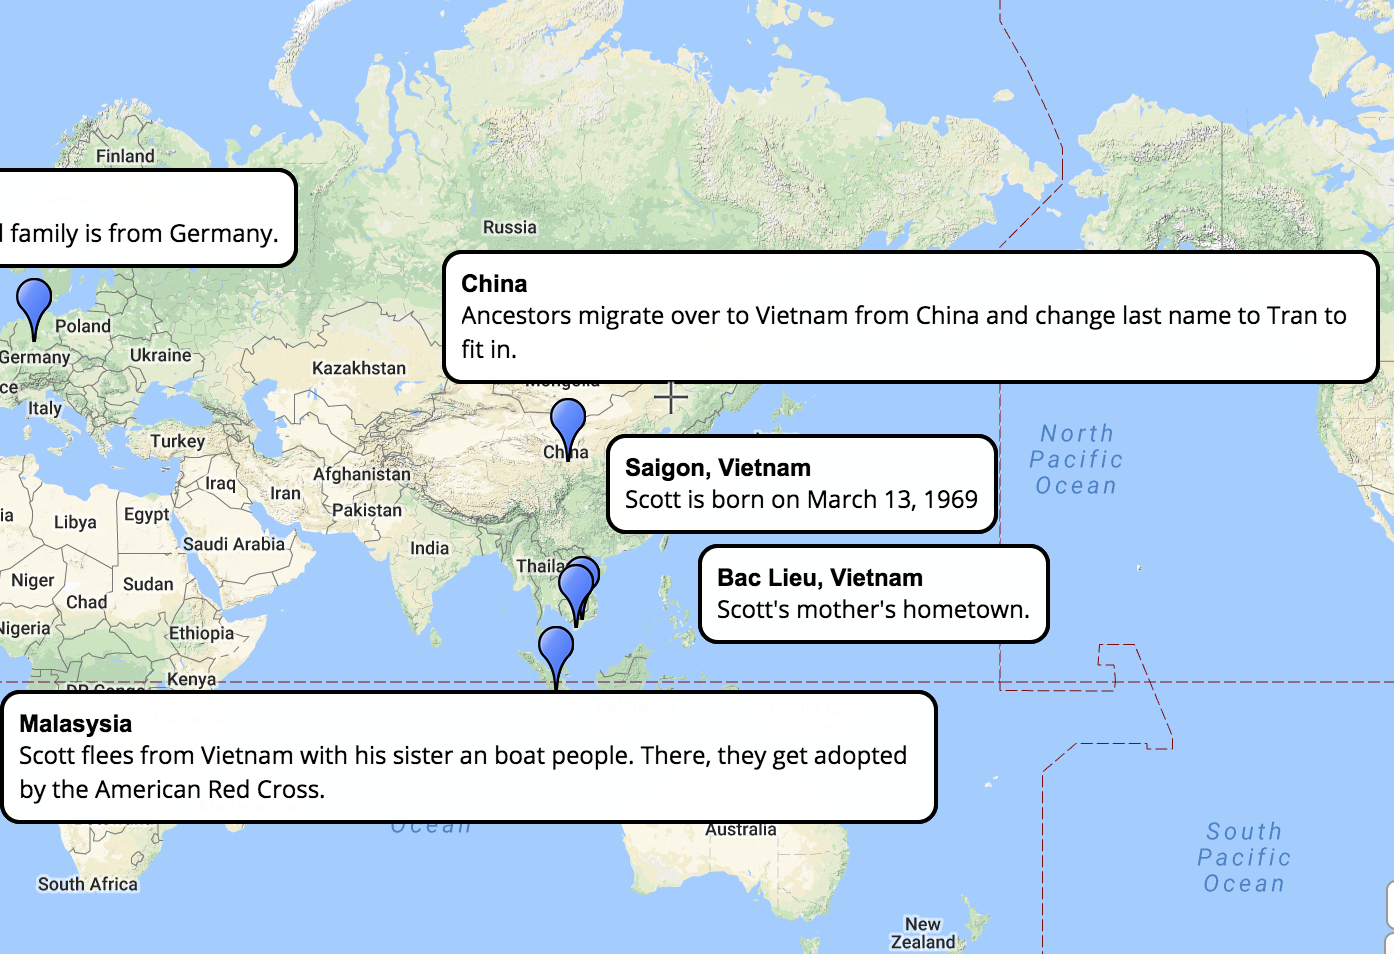 Finland
family is from Germany.
Russia
China
Ancestors migrate over to Vietnam from China and change last name to Tran to
fit in.
Poland
Germany
Ukraine
Kazakhstan
Mongolia
Italy
Turkey
China
North
Pacific
Ocean
Saigon, Vietnam
Scott is born on March 13, 1969
Afghanistan
Iraq
Iran
Pakistan
Libya
Egypt
Saudi Arabia
India
Thaila
Bac Lieu, Vietnam
Scott's mother's hometown.
Niger
Sudan
Chad
Nigeria
Ethiopia
Kenya
DR Congo
Malasysia
Scott flees from Vietnam with his sister an boat people. There, they get adopted
by the American Red Cross.
Ocean
Australia
South
Pacific
Ocean
South Africa
New
Zealand